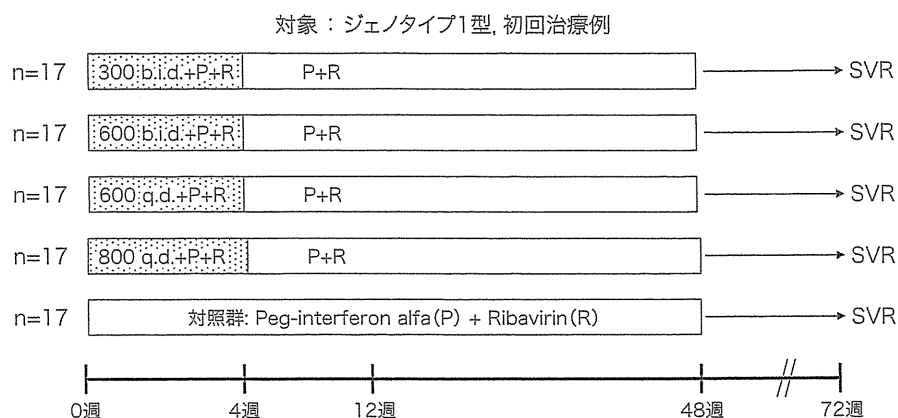 対象 : ジェノタイプ1型, 初回治療例
n=17 300 b.i.d.+P+R P+R SVR
n=17 600 b.i.d.+P+R P+R SVR
n=17 600 q.d.+P+R P+R SVR
n=17 800 q.d.+P+R P+R SVR
n=17 対照群: Peg-interferon alfa(P) + Ribavirin(R) SVR
0週 4週 12週 48週 72週